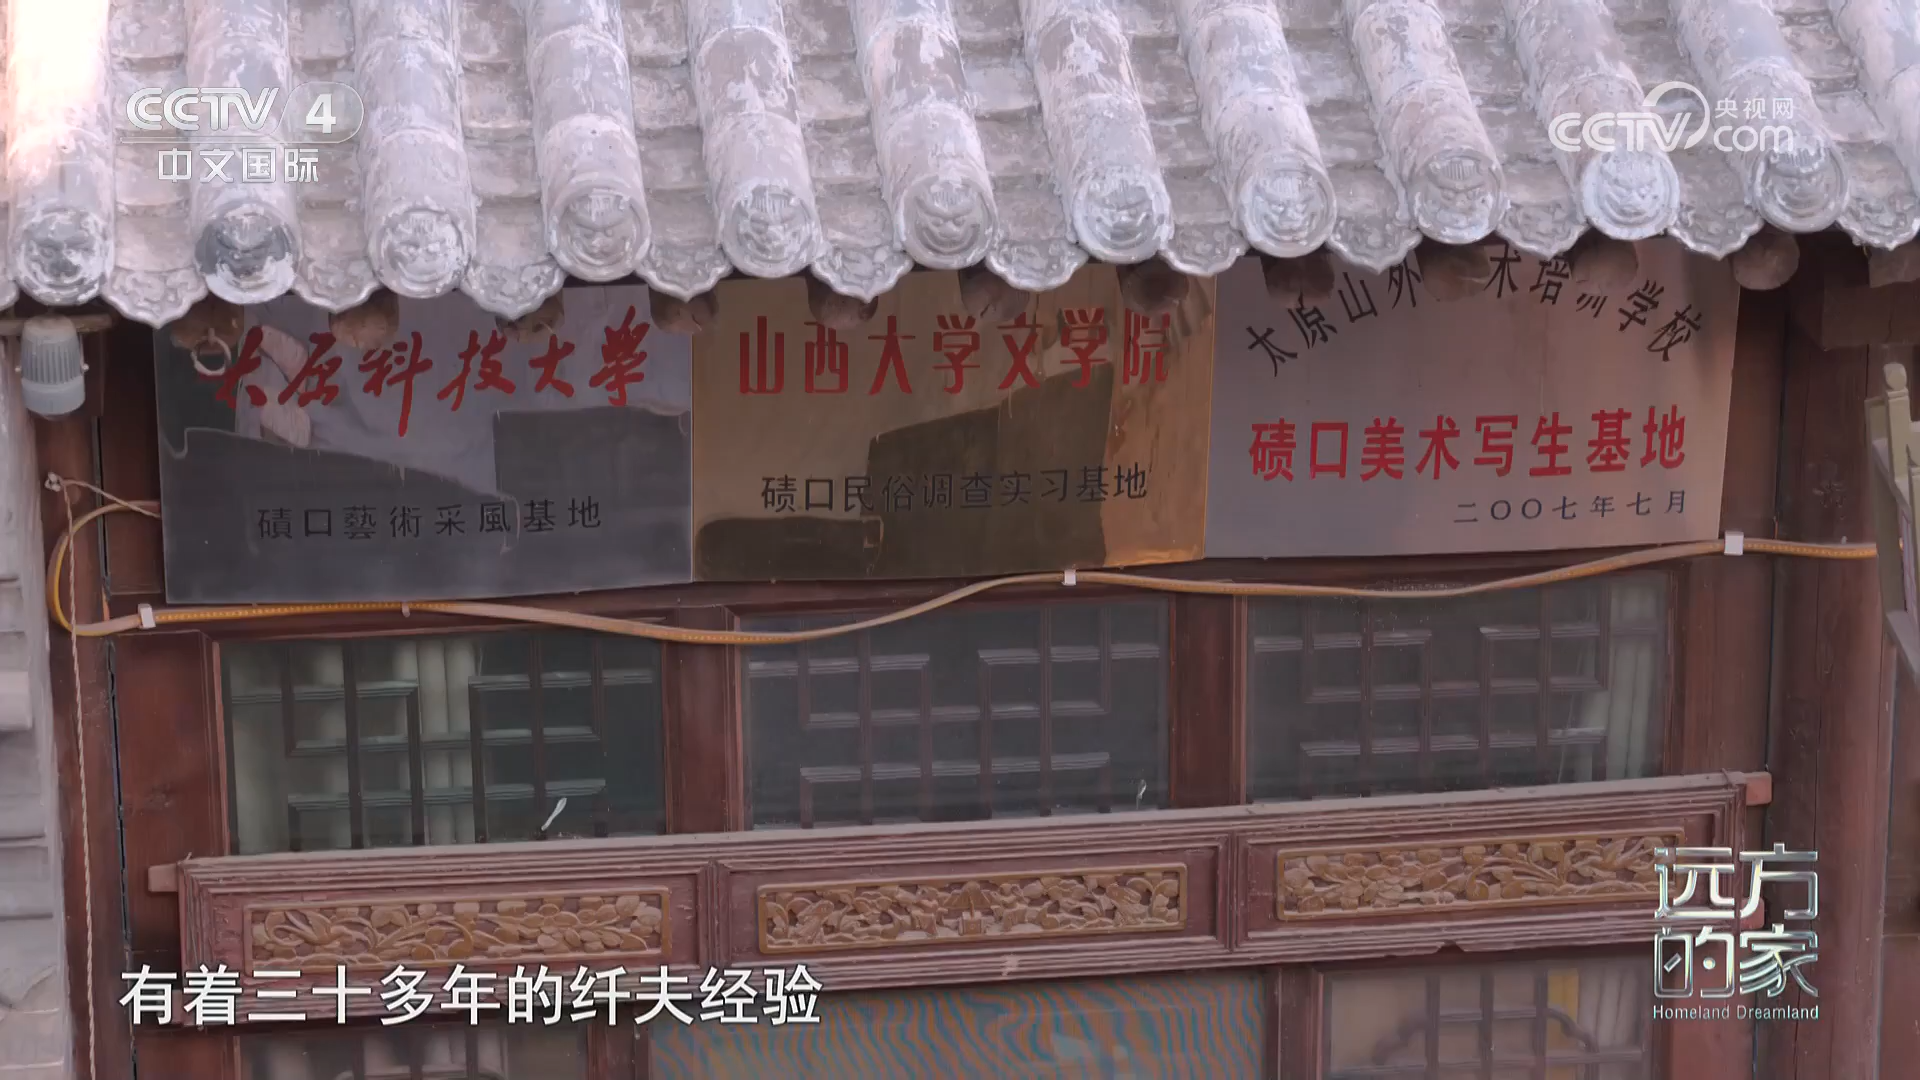 CCTV 4
中文国际
央视网
CCTV.com
太原科技大学
碛口藝術采風基地
山西大学文学院
碛口民俗调查实习基地
太原山外 术培训学校
碛口美术写生基地
二〇〇七年七月
远方
的家
Homeland Dreamland
有着三十多年的纤夫经验